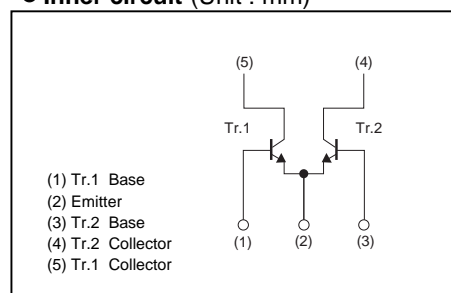 Inner circuit (Unit : mm)
(5) (4)
Tr.1 Tr.2
(1) Tr.1 Base
(2) Emitter
(3) Tr.2 Base
(4) Tr.2 Collector
(5) Tr.1 Collector
(1) (2) (3)